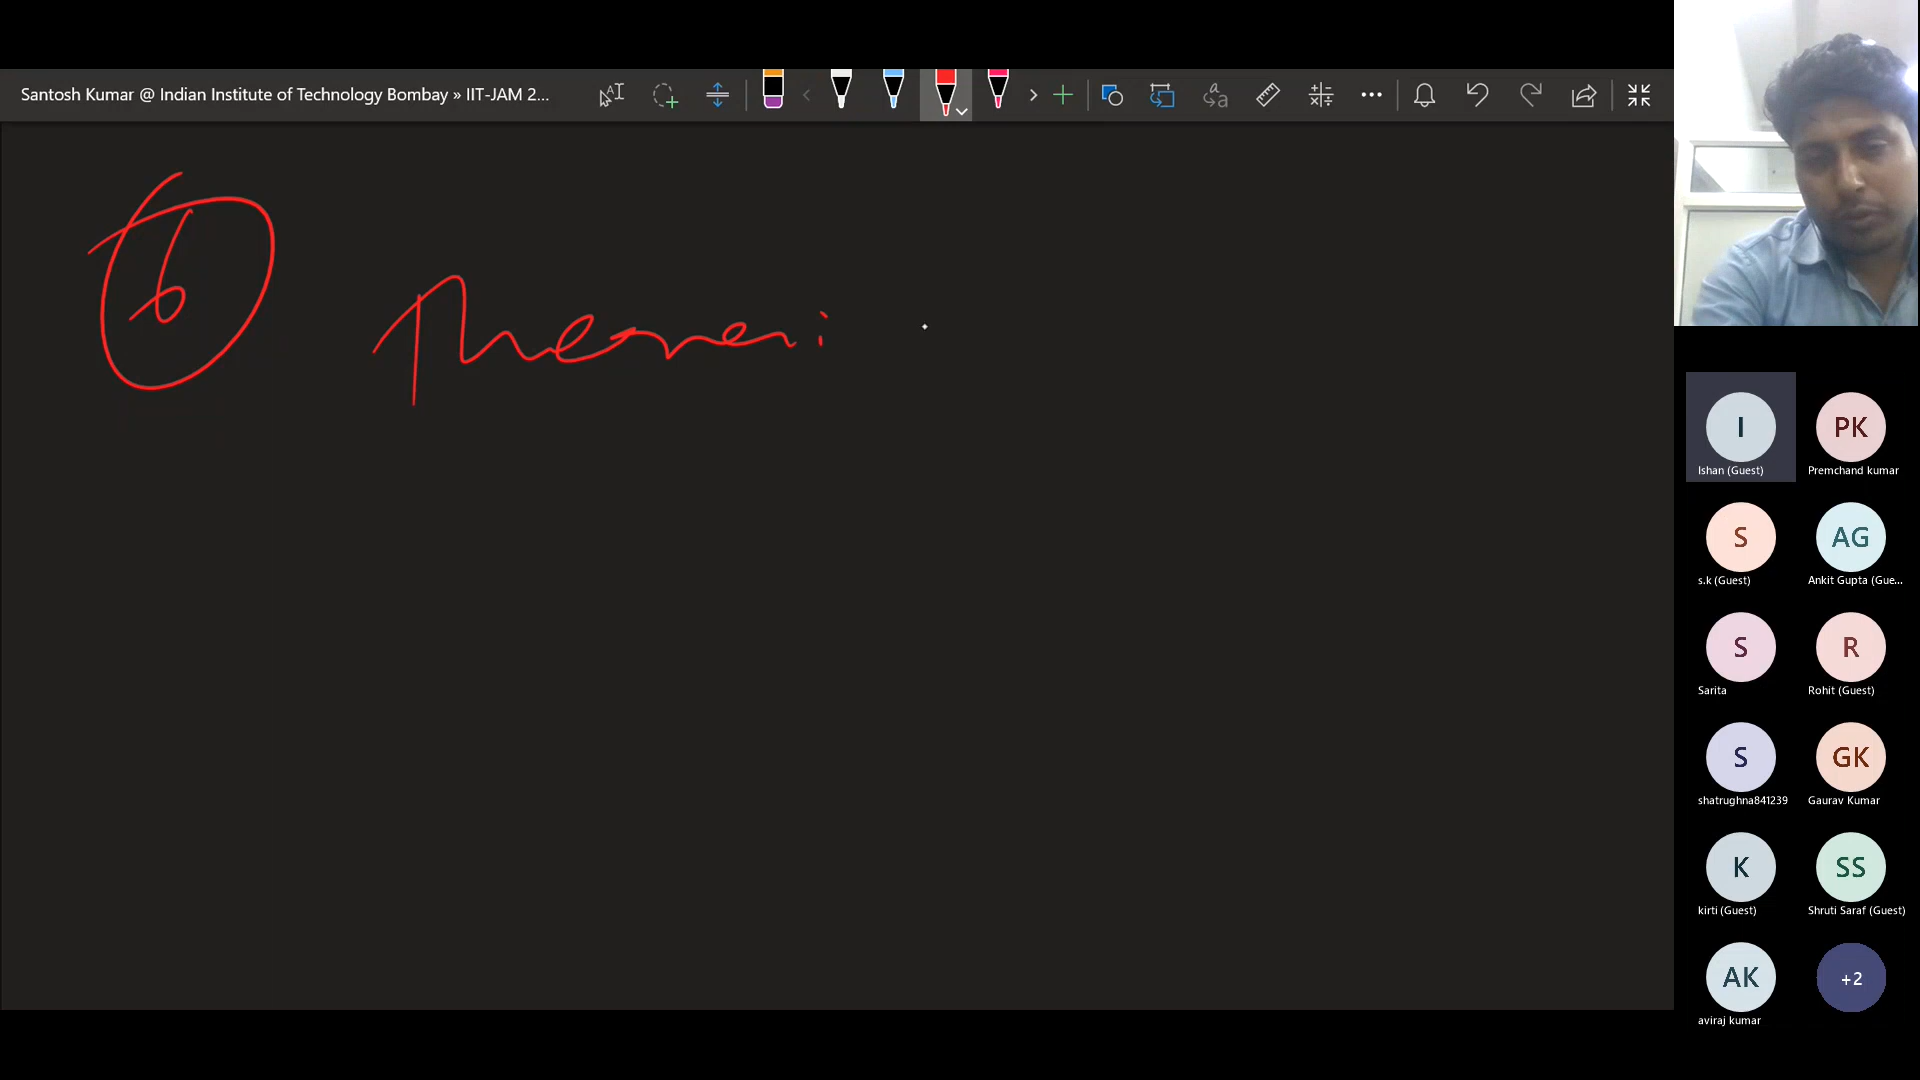 Santosh Kumar @ Indian Institute of Technology Bombay » IIT-JAM 2...
6
Theorem:
I
Ishan (Guest)
PK
Premchand kumar
S
s.k (Guest)
AG
Ankit Gupta (Gue...
S
Sarita
R
Rohit (Guest)
S
shatrughna841239
GK
Gaurav Kumar
K
kirti (Guest)
SS
Shruti Saraf (Guest)
AK
aviraj kumar
+2